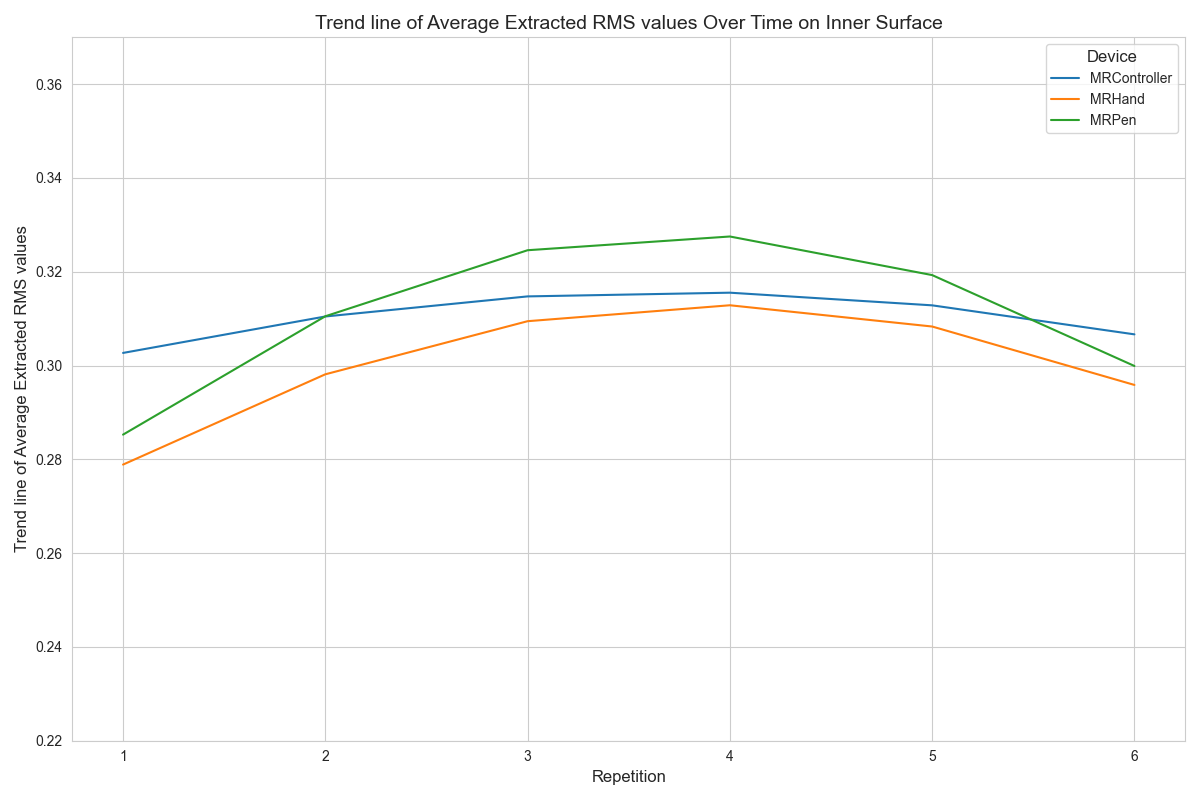 Trend line of Average Extracted RMS values Over Time on Inner Surface
Device
MRController
MRHand
MRPen
Trend line of Average Extracted RMS values
0.36
0.34
0.32
0.30
0.28
0.26
0.24
0.22
1 2 3 4 5 6
Repetition